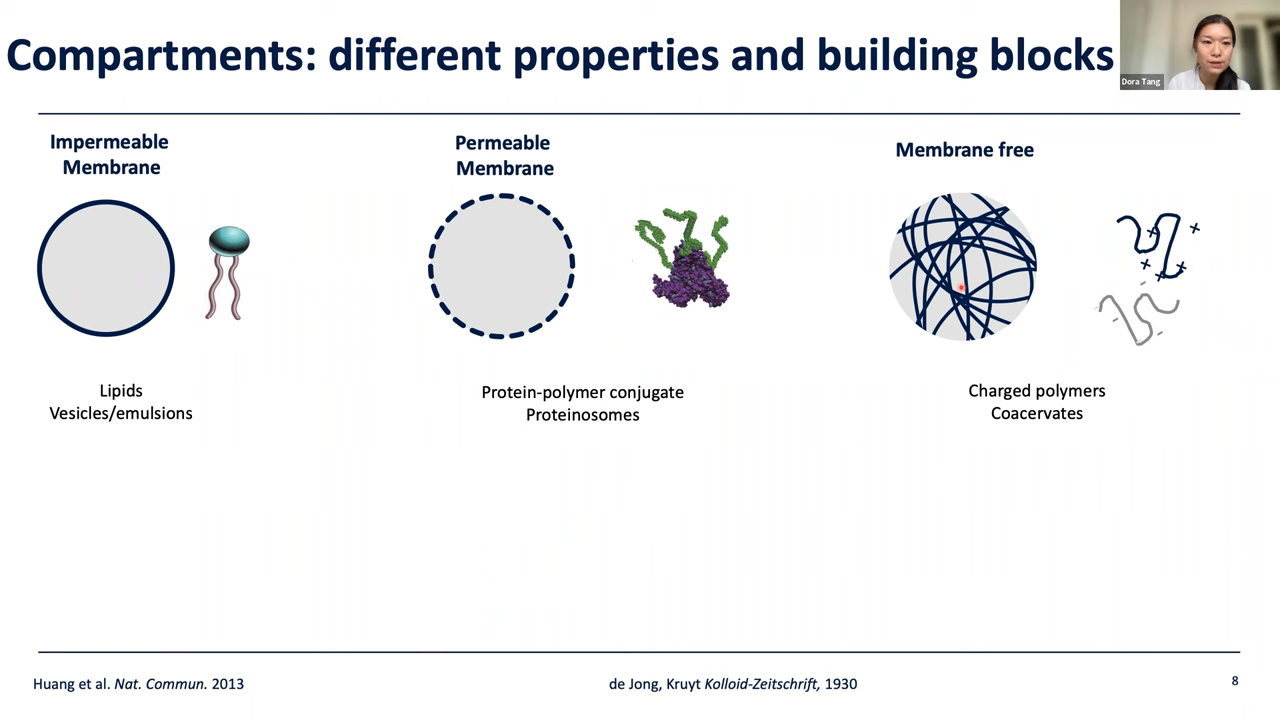 Compartments: different properties and building blocks
Dora Tang
Impermeable
Membrane
Permeable
Membrane
Membrane free
Lipids
Vesicles/emulsions
Protein-polymer conjugate
Proteinosomes
Charged polymers
Coacervates
Huang et al. Nat. Commun. 2013
de Jong, Kruyt Kolloid-Zeitschrift, 1930
8